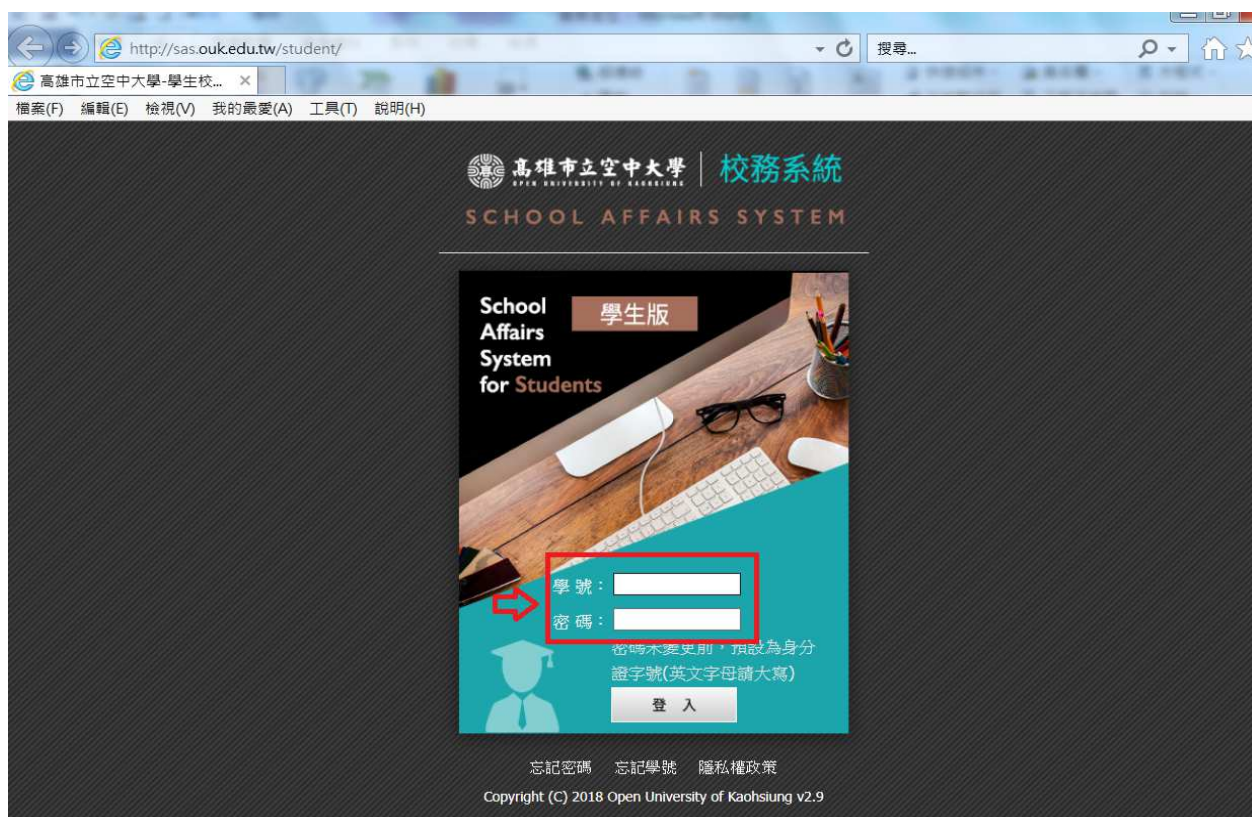 http://sas.ouk.edu.tw/student/
搜尋...
高雄市立空中大學-學生校...
檔案(F) 編輯(E) 檢視(V) 我的最愛(A) 工具(T) 說明(H)
高雄市立空中大學 校務系統
OPEN UNIVERSITY OF KAOHSIUNG
SCHOOL AFFAIRS SYSTEM
School
Affairs
System
for Students
學生版
學 號：
密 碼：
密碼未變更前，預設為身分
證字號(英文字母請大寫)
登 入
忘記密碼 忘記學號 隱私權政策
Copyright (C) 2018 Open University of Kaohsiung v2.9